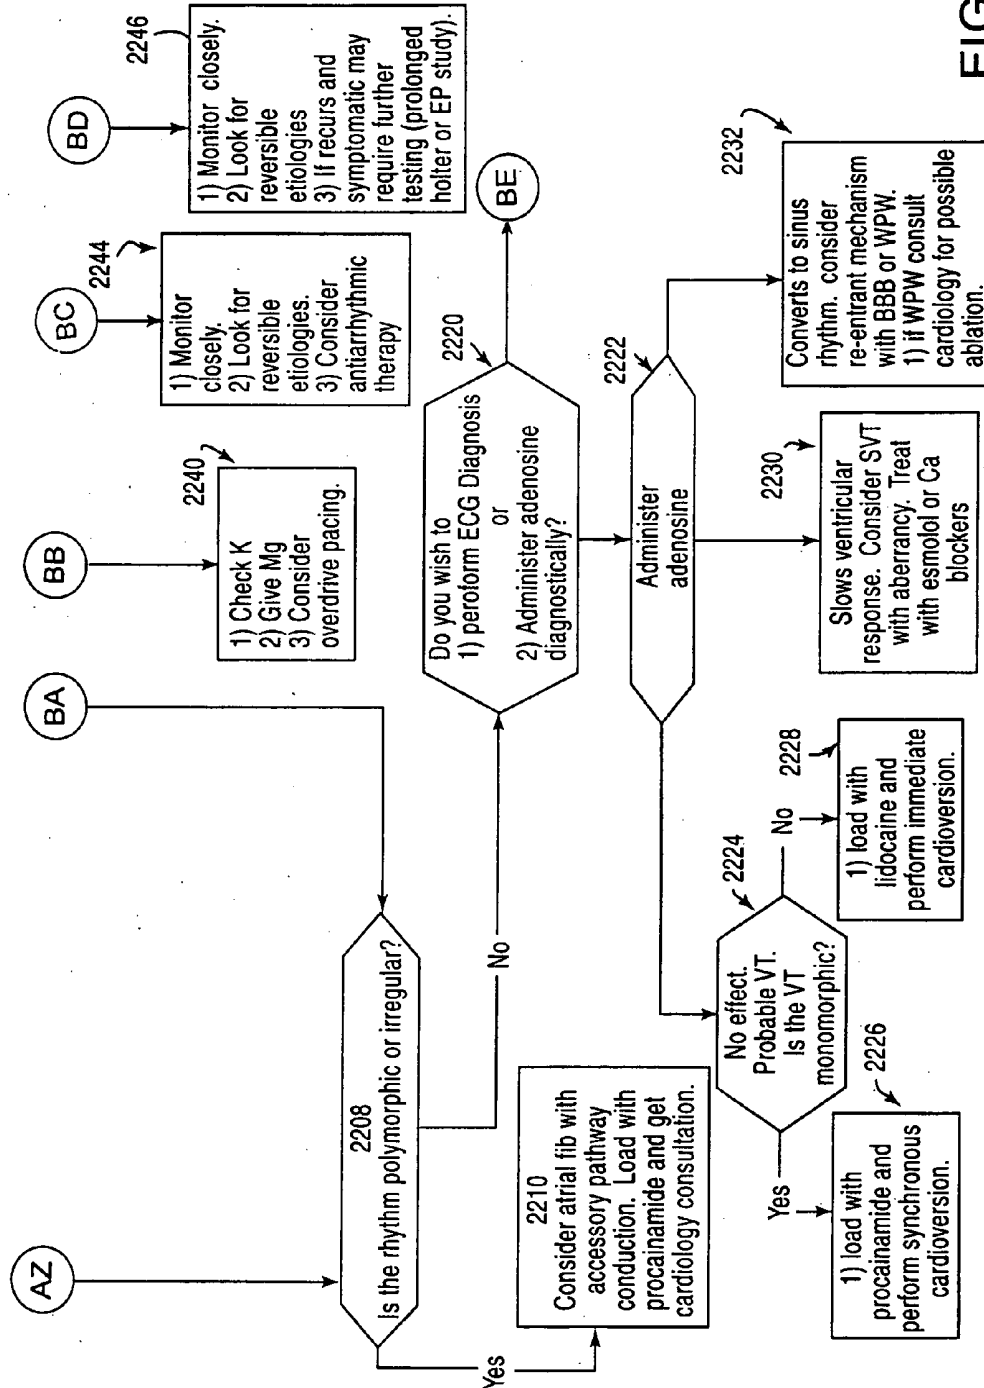 AZ
BA
BB
BC
BD
2208
Is the rhythm polymorphic or irregular?
Yes
No
2210
Consider atrial fib with
accessory pathway
conduction. Load with
procainamide and get
cardiology consultation.
2240
1) Check K
2) Give Mg
3) Consider
overdrive pacing.
2244
1) Monitor
closely.
2) Look for
reversible
etiologies.
3) Consider
antiarrhythmic
therapy
2246
1) Monitor closely.
2) Look for
reversible
etiologies
3) If recurs and
symptomatic may
require further
testing (prolonged
holter or EP study).
2220
Do you wish to
1) peroform ECG Diagnosis
or
2) Administer adenosine
diagnostically?
BE
2222
Administer
adenosine
2224
No effect.
Probable VT.
Is the VT
monomorphic?
Yes
No
2226
1) load with
procainamide and
perform synchronous
cardioversion.
2228
1) load with
lidocaine and
perform immediate
cardioversion.
2230
Slows ventricular
response. Consider SVT
with aberrancy. Treat
with esmolol or Ca
blockers
2232
Converts to sinus
rhythm. consider
re-entrant mechanism
with BBB or WPW.
1) if WPW consult
cardiology for possible
ablation.
FIG